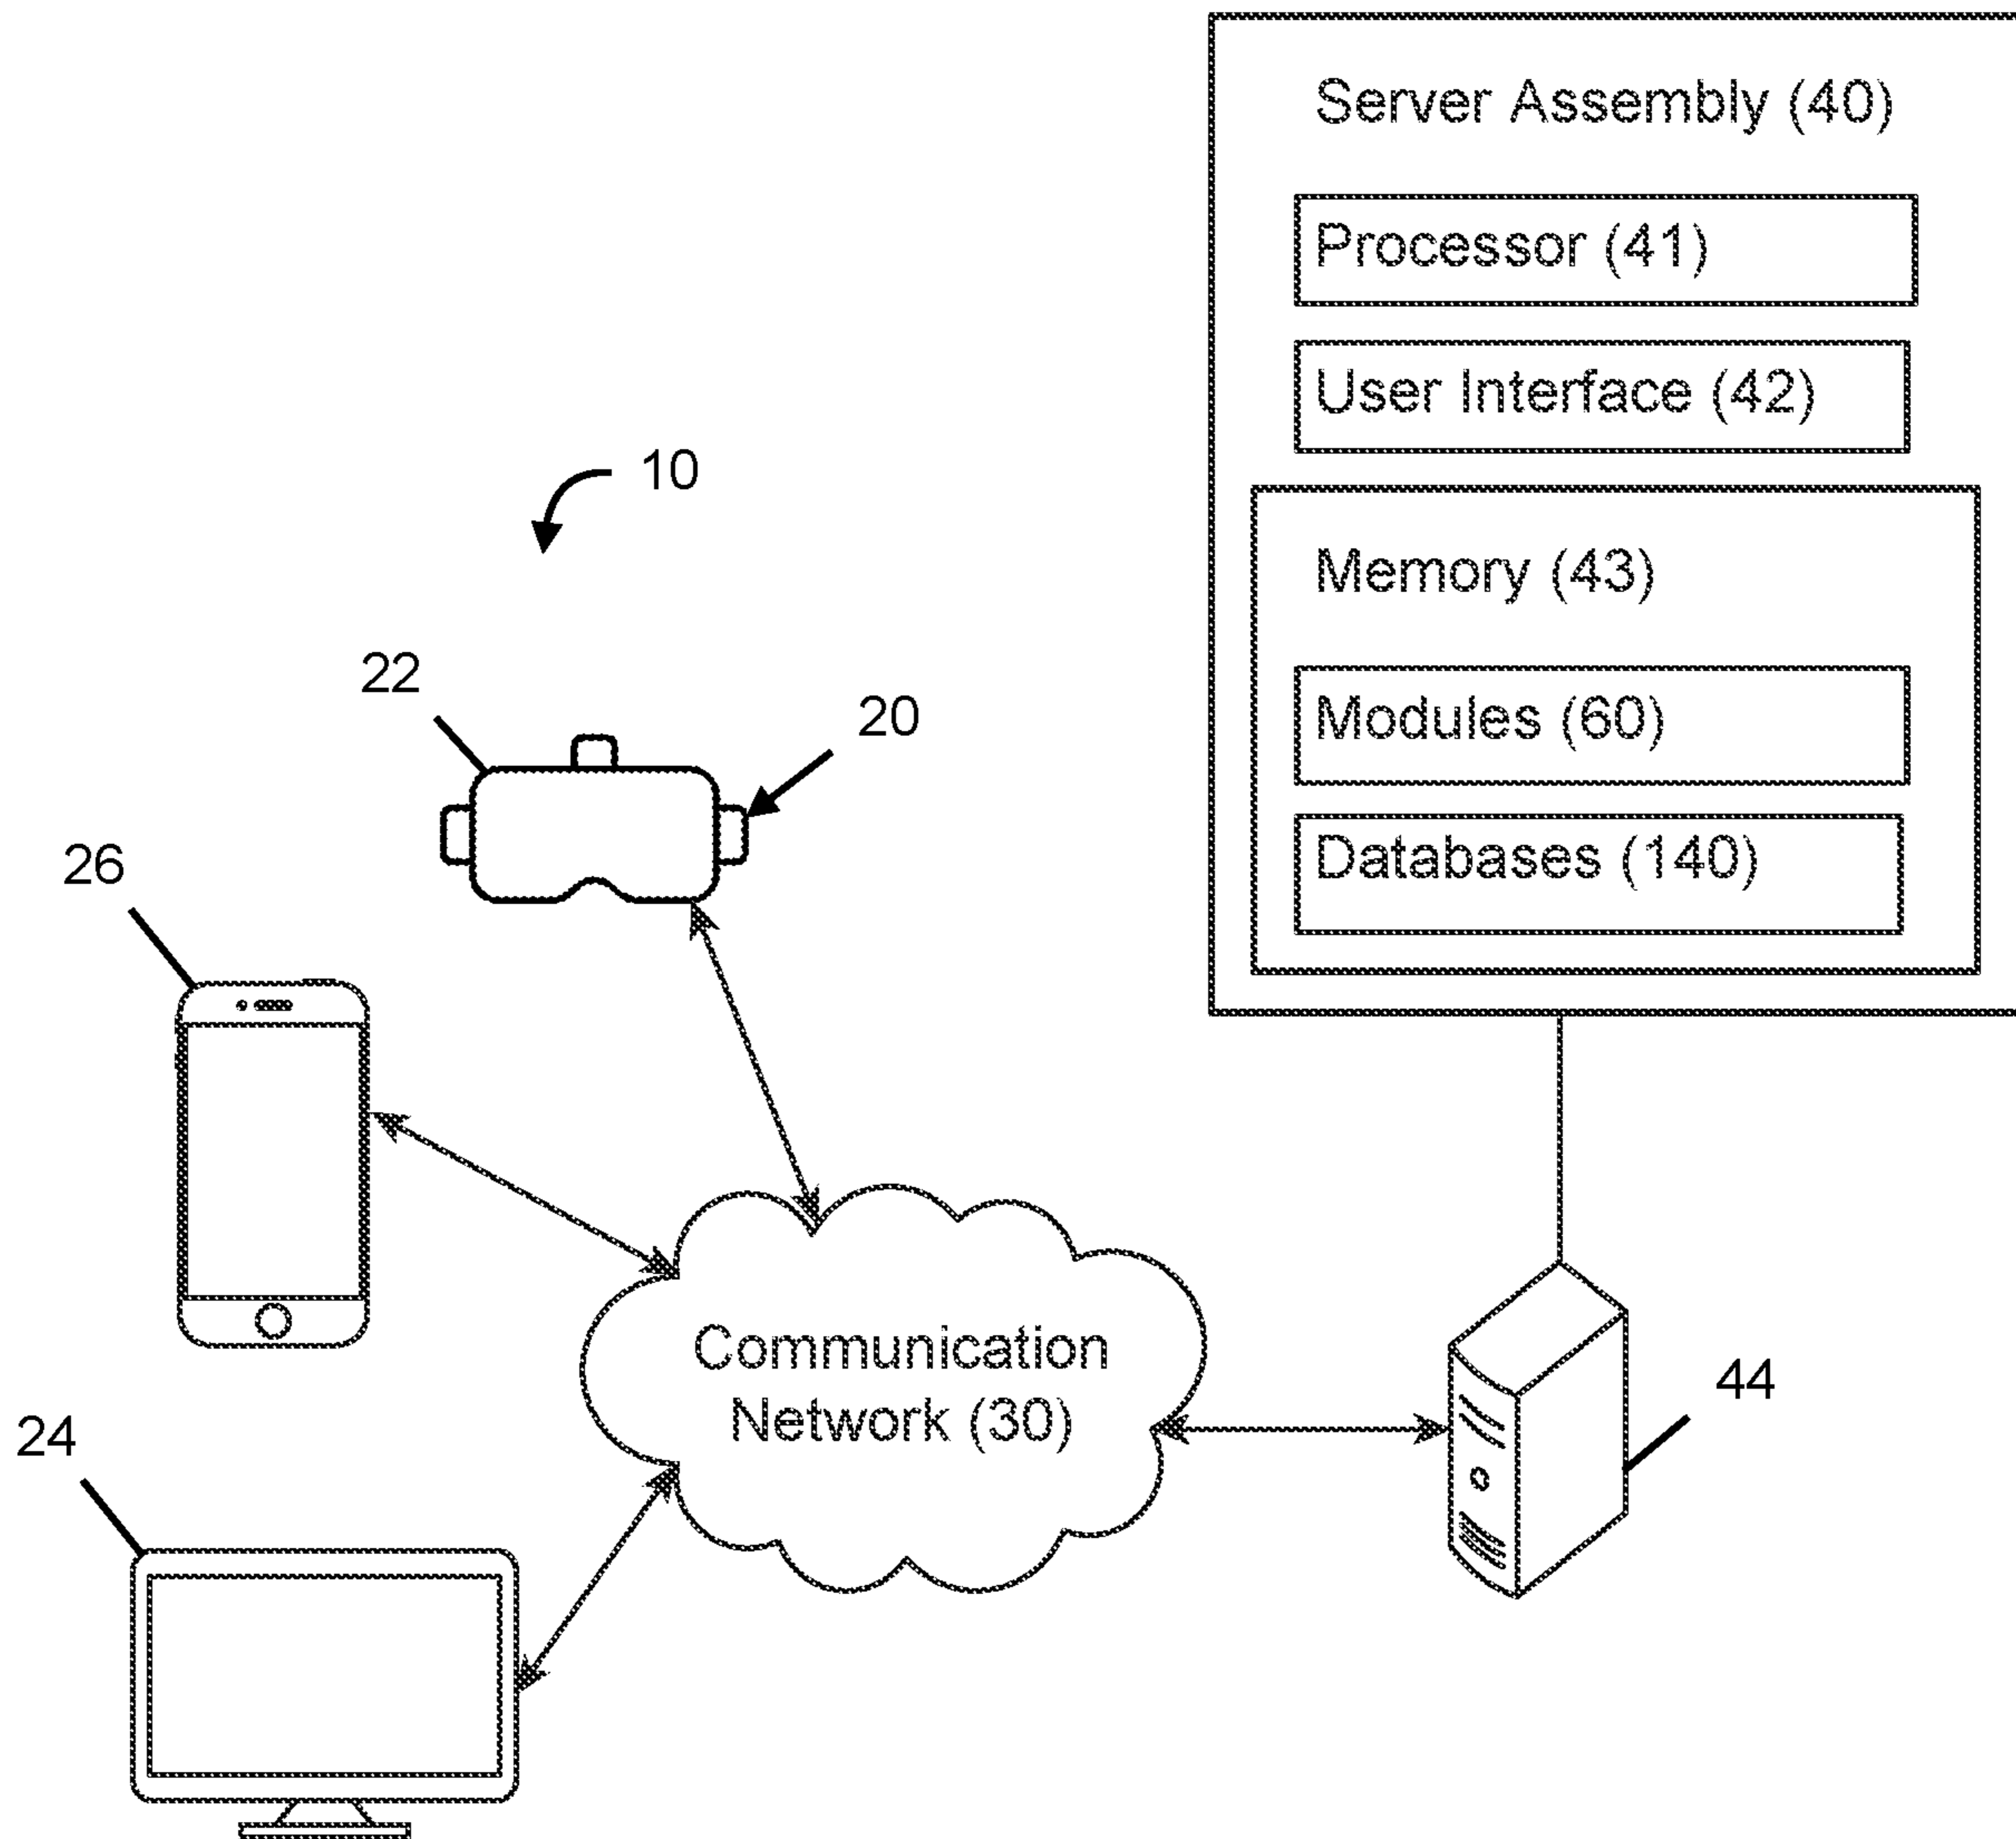 Server Assembly (40)
Processor (41)
User Interface (42)
10
Memory (43)
22
20
Modules (60)
26
Databases (140)
Communication
Network (30)
44
24